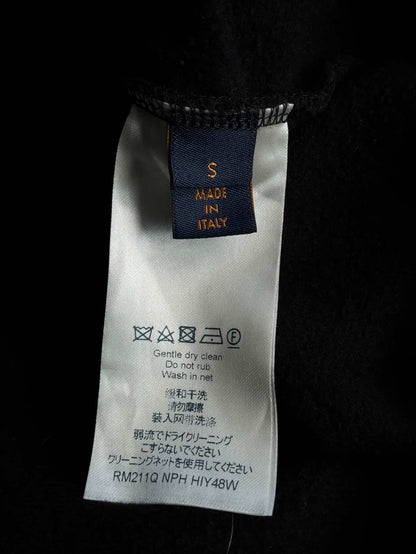 S
MADE
IN
ITALY
F
Gentle dry clean
Do not rub
Wash in net
缓和干洗
请勿摩擦
装入网带洗涤
弱流でドライクリーニング
こすらないでください
クリーニングネットを使用してください
RM211Q NPH HIY48W